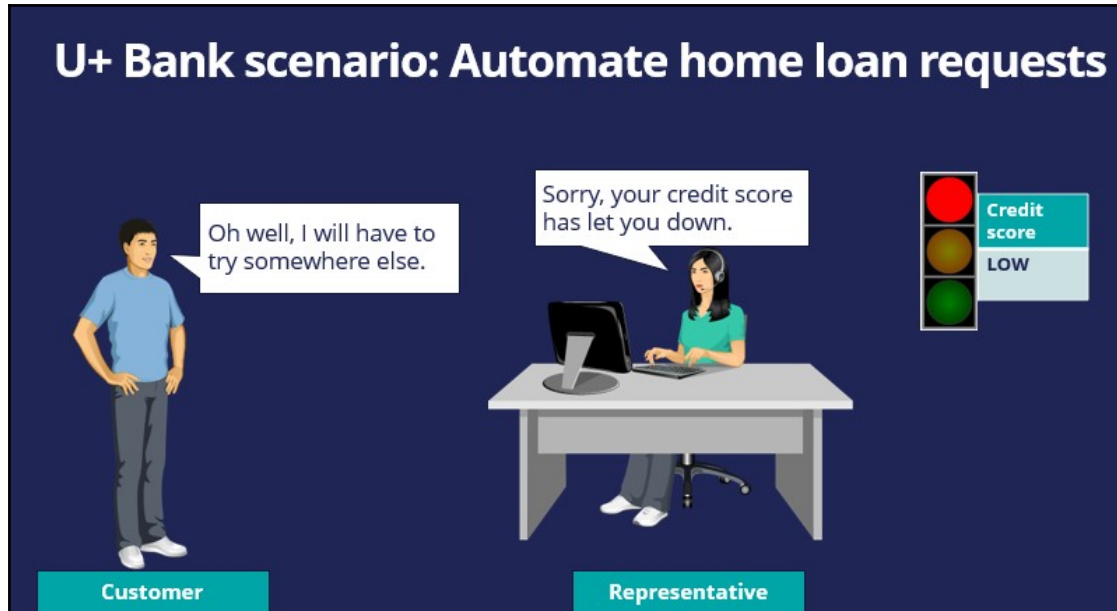 U+ Bank scenario: Automate home loan requests
Oh well, I will have to
try somewhere else.
Sorry, your credit score
has let you down.
Credit
score
LOW
Customer
Representative